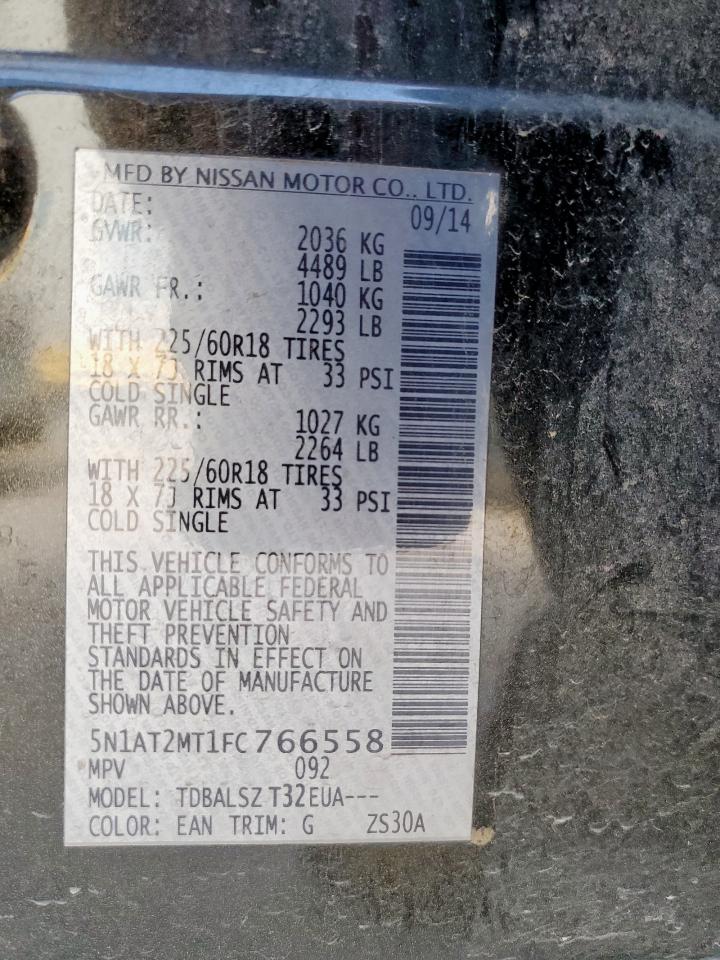 MFD BY NISSAN MOTOR CO., LTD.
DATE: 09/14
GVWR: 2036 KG
4489 LB
GAWR FR.: 1040 KG
2293 LB
WITH 225/60R18 TIRES
18 X 7J RIMS AT 33 PSI
COLD SINGLE
GAWR RR.: 1027 KG
2264 LB
WITH 225/60R18 TIRES
18 X 7J RIMS AT 33 PSI
COLD SINGLE
THIS VEHICLE CONFORMS TO
ALL APPLICABLE FEDERAL
MOTOR VEHICLE SAFETY AND
THEFT PREVENTION
STANDARDS IN EFFECT ON
THE DATE OF MANUFACTURE
SHOWN ABOVE.
5N1AT2MT1FC766558
MPV 092
MODEL: TDBALSZ T32EUA---
COLOR: EAN TRIM: G ZS30A